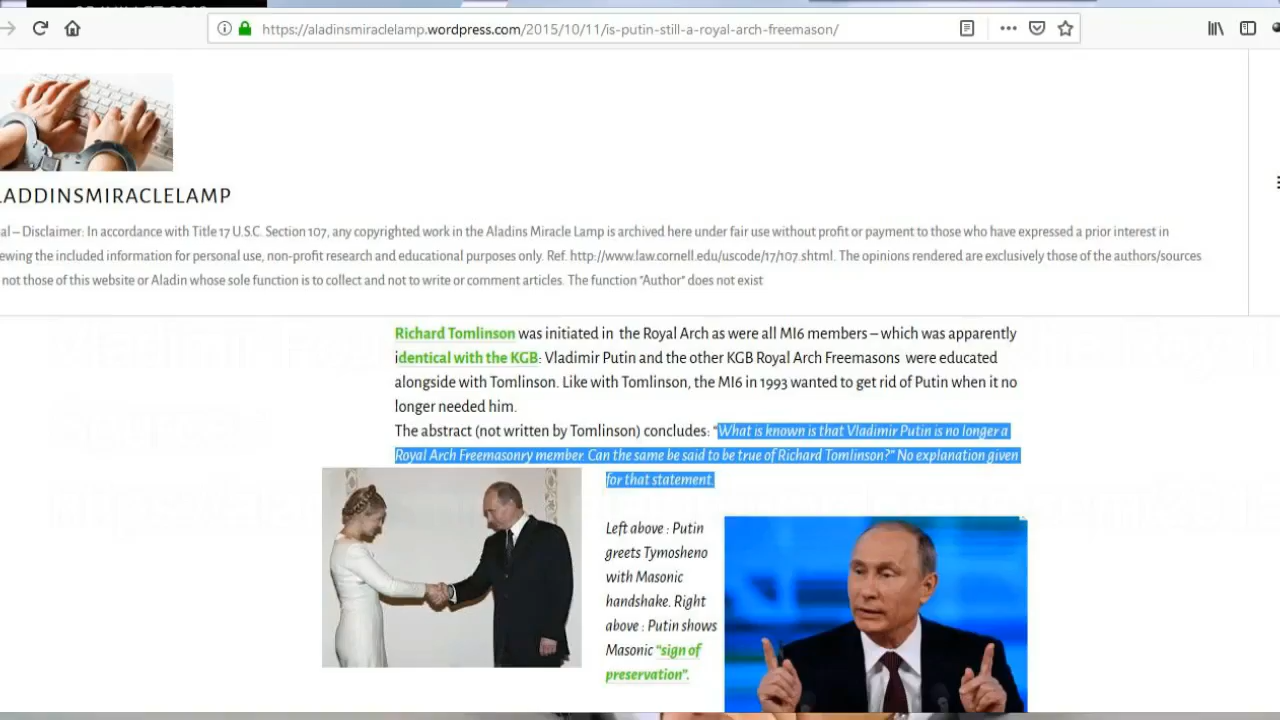 https://aladinsmiraclelamp.wordpress.com/2015/10/11/is-putin-still-a-royal-arch-freemason/
LADDINSMIRACLELAMP
al – Disclaimer: In accordance with Title 17 U.S.C. Section 107, any copyrighted work in the Aladins Miracle Lamp is archived here under fair use without profit or payment to those who have expressed a prior interest in
ewing the included information for personal use, non-profit research and educational purposes only. Ref. http://www.law.cornell.edu/uscode/17/107.shtml. The opinions rendered are exclusively those of the authors/sources
not those of this website or Aladin whose sole function is to collect and not to write or comment articles. The function "Author" does not exist
Richard Tomlinson was initiated in the Royal Arch as were all MI6 members – which was apparently
identical with the KGB: Vladimir Putin and the other KGB Royal Arch Freemasons were educated
alongside with Tomlinson. Like with Tomlinson, the MI6 in 1993 wanted to get rid of Putin when it no
longer needed him.
The abstract (not written by Tomlinson) concludes: "What is known is that Vladimir Putin is no longer a
Royal Arch Freemasonry member. Can the same be said to be true of Richard Tomlinson?" No explanation given
for that statement.
Left above : Putin
greets Tymosheno
with Masonic
handshake. Right
above : Putin shows
Masonic "sign of
preservation".